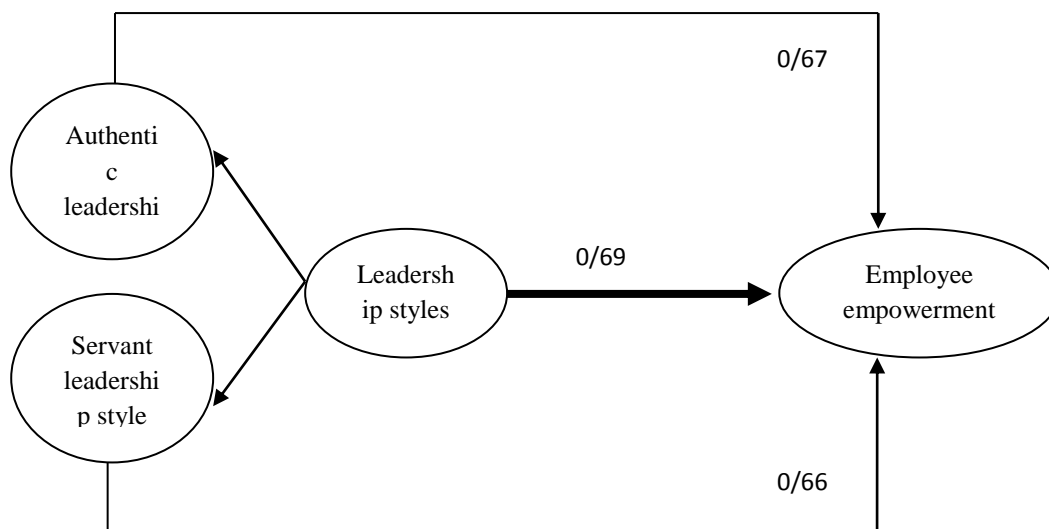 0/67
Authenti
c
leadershi
0/69
Leadersh
ip styles
Employee
empowerment
Servant
leadershi
p style
0/66